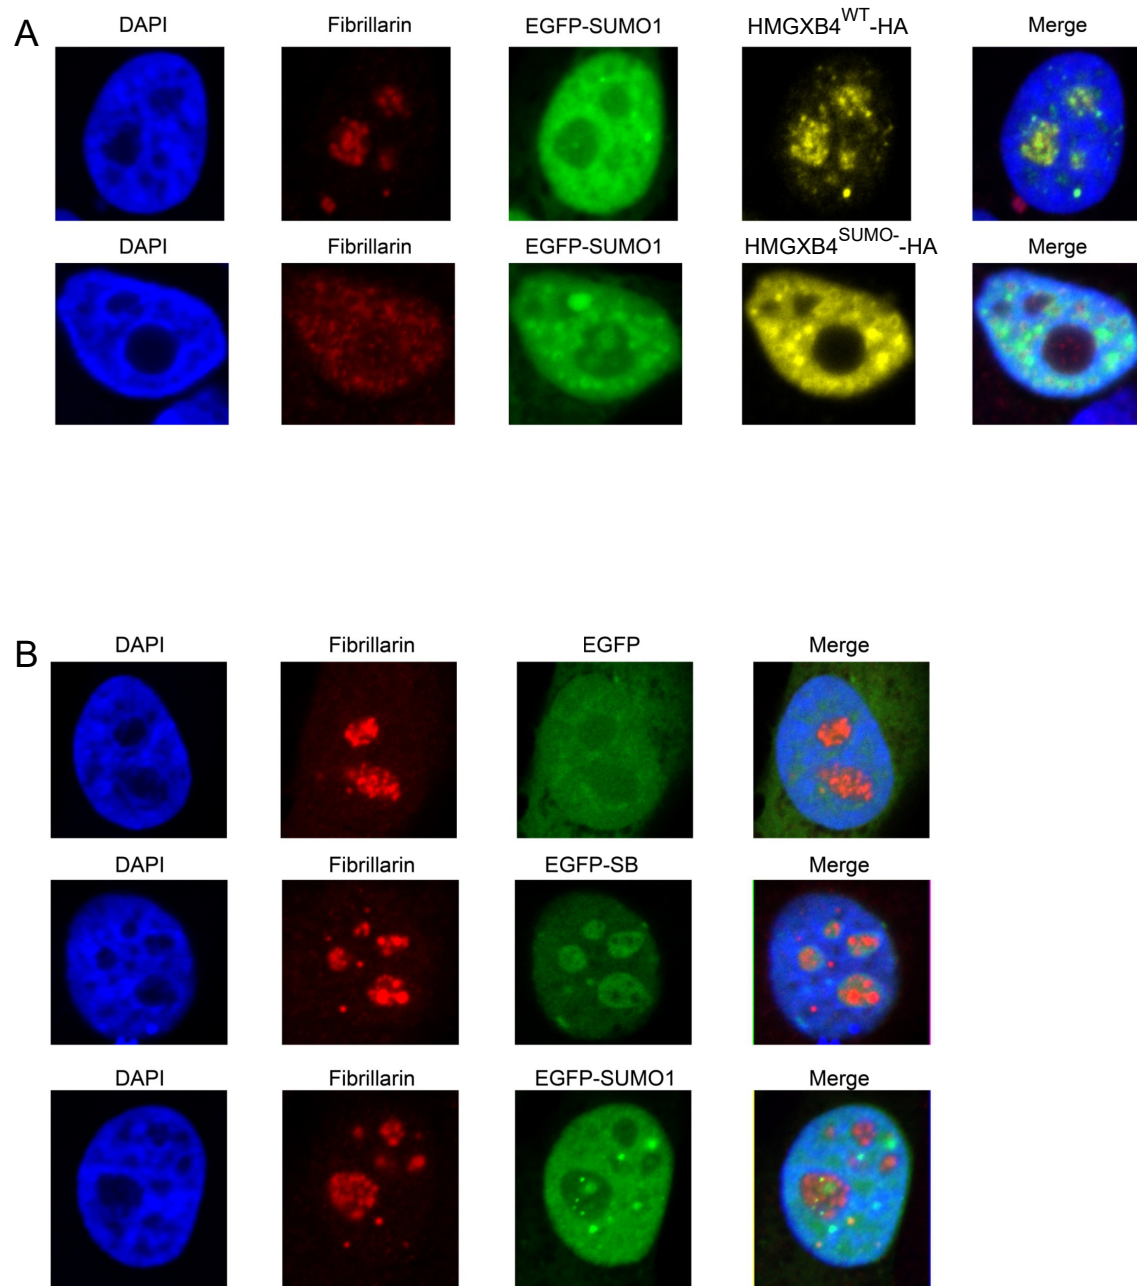 A
DAPI Fibrillarin EGFP-SUMO1 HMGXB4WT-HA Merge
DAPI Fibrillarin EGFP-SUMO1 HMGXB4SUMO--HA Merge
B
DAPI Fibrillarin EGFP Merge
DAPI Fibrillarin EGFP-SB Merge
DAPI Fibrillarin EGFP-SUMO1 Merge